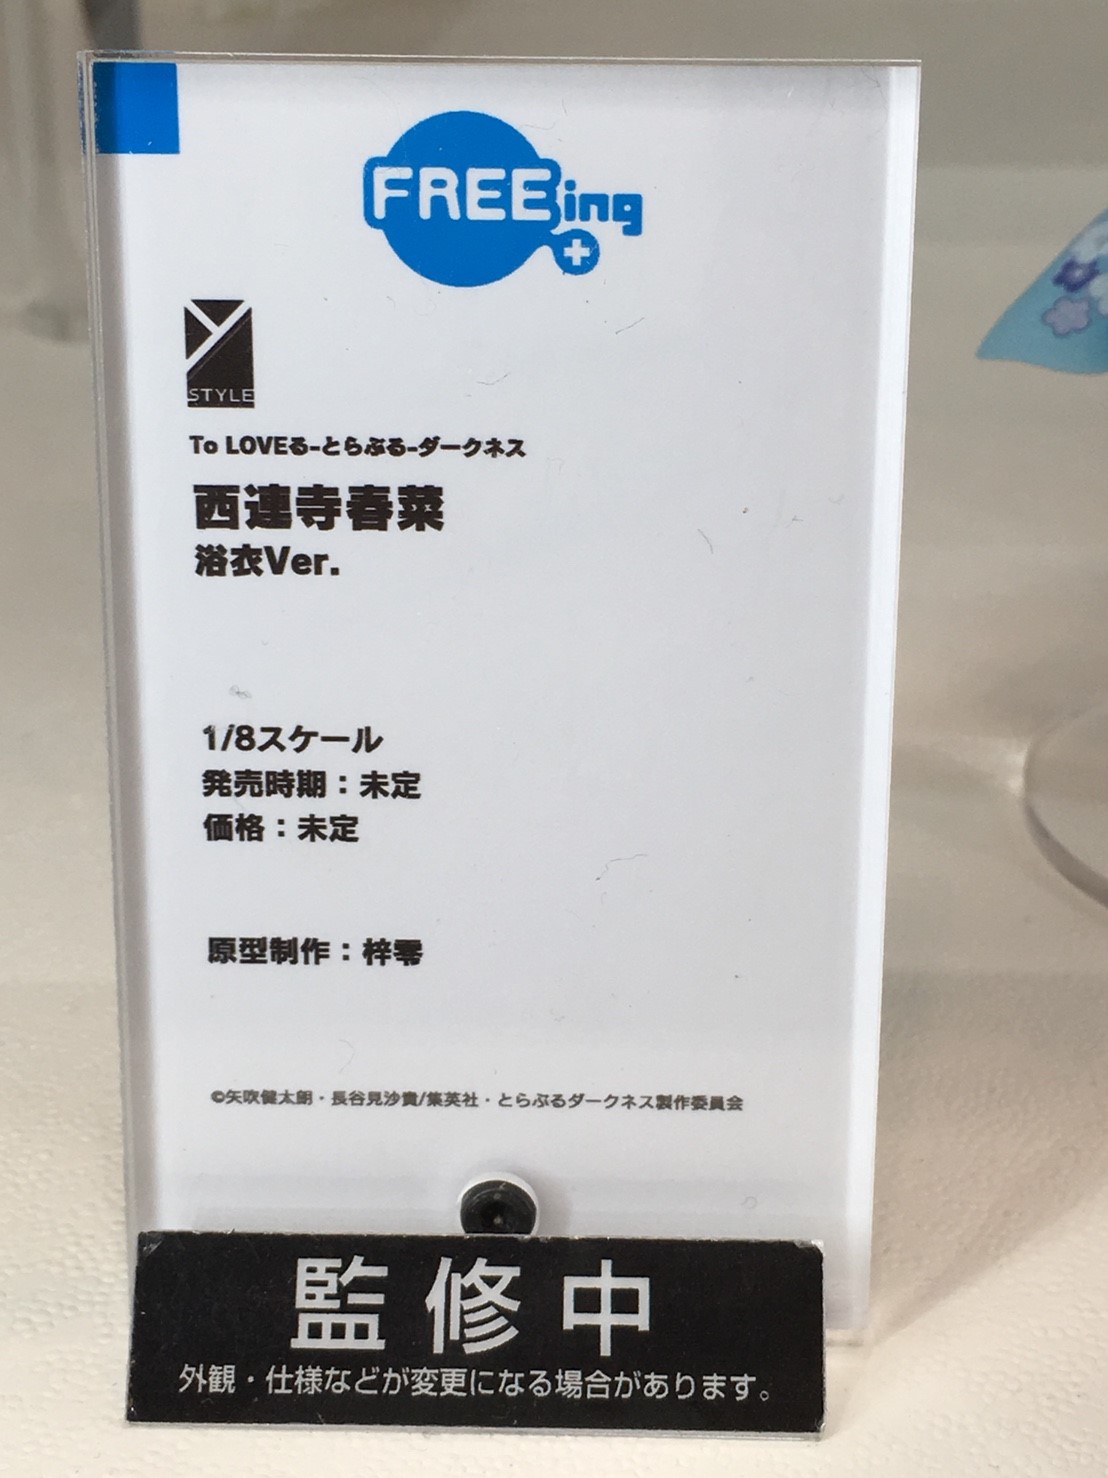 FREEing
Y STYLE
To LOVEる-とらぶる-ダークネス
西連寺春菜
浴衣Ver.
1/8スケール
発売時期：未定
価格：未定
原型制作：梓零
©矢吹健太朗・長谷見沙貴/集英社・とらぶるダークネス製作委員会
監修中
外観・仕様などが変更になる場合があります。